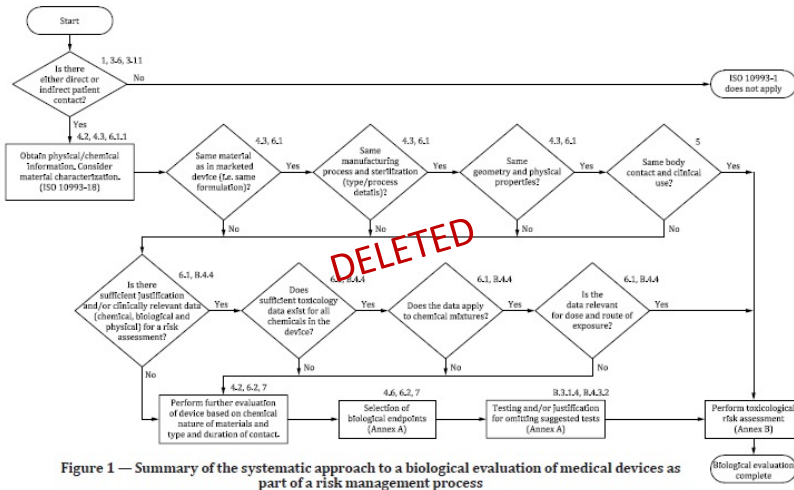 Start
1, 3.6, 3.11
Is there
either direct or
indirect patient
contact?
No
ISO 10993-1
does not apply
Yes
4.2, 4.3, 6.1.1
Obtain physical/chemical
information. Consider
material characterization.
(ISO 10993-18)
4.3, 6.1
Same material
as in marketed
device (i.e. same
formulation)?
Yes
4.3, 6.1
Same
manufacturing
process and sterilization
(type/process
details)?
Yes
4.3, 6.1
Same
geometry and physical
properties?
Yes
5
Same body
contact and clinical
use?
Yes
No
No
No
No
DELETED
6.1, B.4.4
Is there
sufficient justification
and/or clinically relevant data
(chemical, biological and
physical) for a risk
assessment?
Yes
B.4.4
Does
sufficient toxicology
data exist for all
chemicals in the
device?
Yes
6.1, B.4.4
Does the data apply
to chemical mixtures?
Yes
6.1, B.4.4
Is the
data relevant
for dose and route of
exposure?
Yes
No
No
No
No
4.2, 6.2, 7
Perform further evaluation
of device based on chemical
nature of materials and
type and duration of contact.
4.6, 6.2, 7
Selection of
biological endpoints
(Annex A)
B.3.1.4, B.4.3.2
Testing and/or justification
for omitting suggested tests
(Annex A)
Perform toxicological
risk assessment
(Annex B)
Biological evaluation
complete
Figure 1 — Summary of the systematic approach to a biological evaluation of medical devices as
part of a risk management process